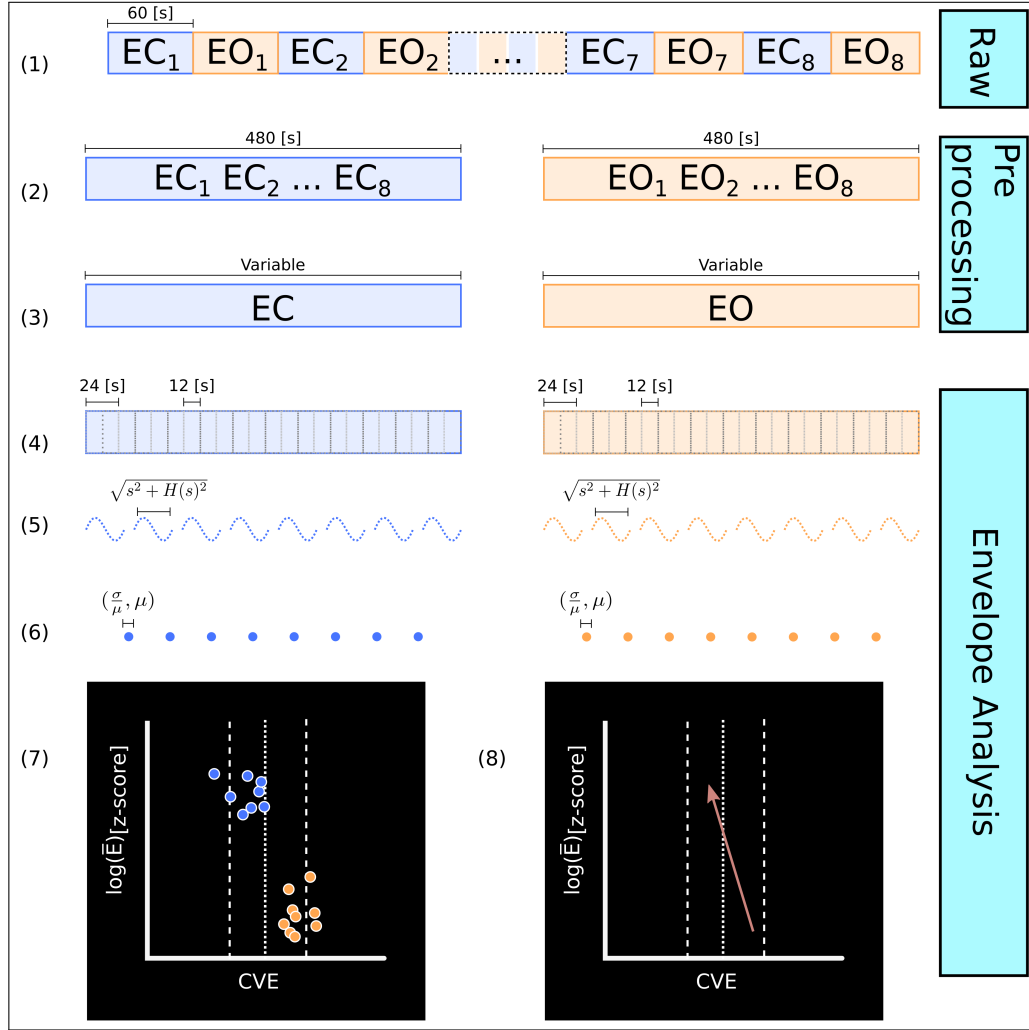 60 [s]
(1) EC₁ EO₁ EC₂ EO₂ ... EC₇ EO₇ EC₈ EO₈
Raw
480 [s] 480 [s]
(2) EC₁ EC₂ ... EC₈ EO₁ EO₂ ... EO₈
Pre
processing
Variable Variable
(3) EC EO
24 [s] 12 [s] 24 [s] 12 [s]
(4)
√(s² + H(s)²) √(s² + H(s)²)
(5)
(σ/μ, μ) (σ/μ, μ)
(6)
Envelope Analysis
(7) (8)
log(Ē)[z-score] log(Ē)[z-score]
CVE CVE